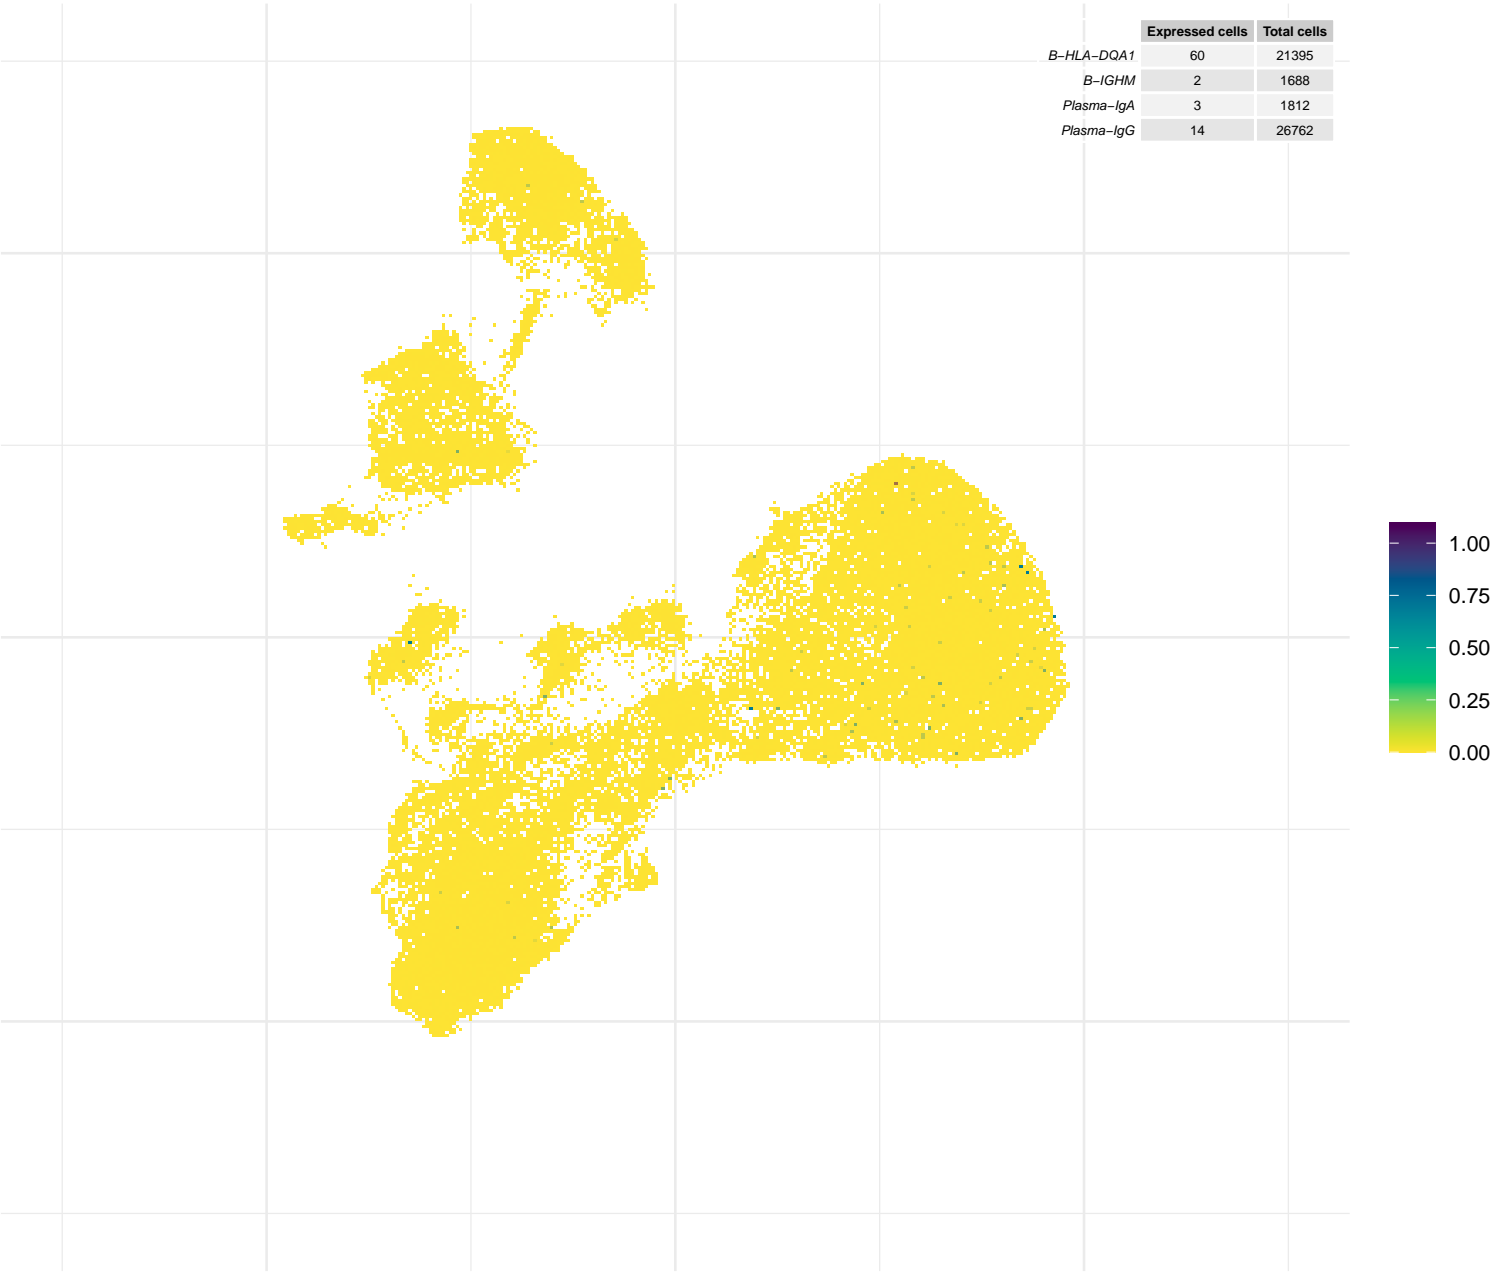 Expressed cells Total cells
B−HLA−DQA1 60 21395
B−IGHM 2 1688
Plasma−IgA 3 1812
Plasma−IgG 14 26762
1.00
0.75
0.50
0.25
0.00